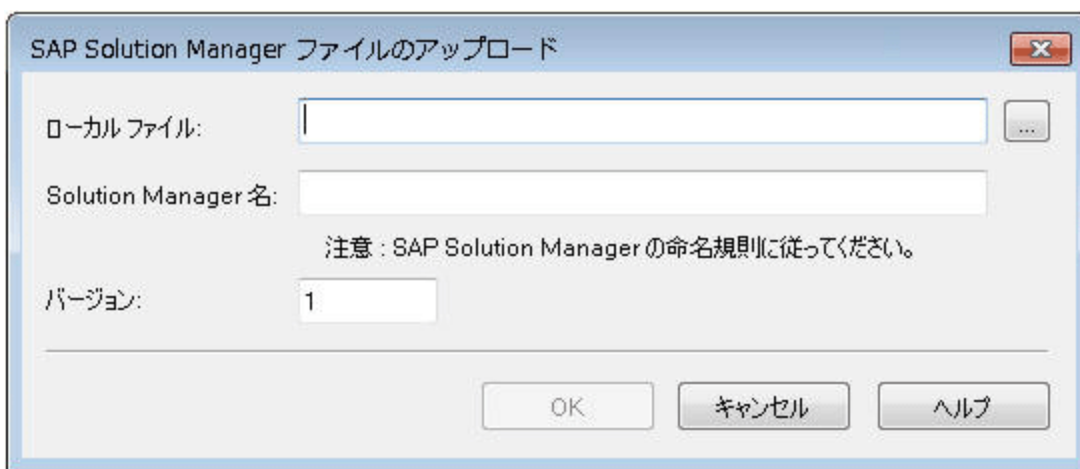 SAP Solution Manager ファイルのアップロード
ローカル ファイル:
...
Solution Manager 名:
注意 : SAP Solution Manager の命名規則に従ってください。
バージョン:
1
OK
キャンセル
ヘルプ